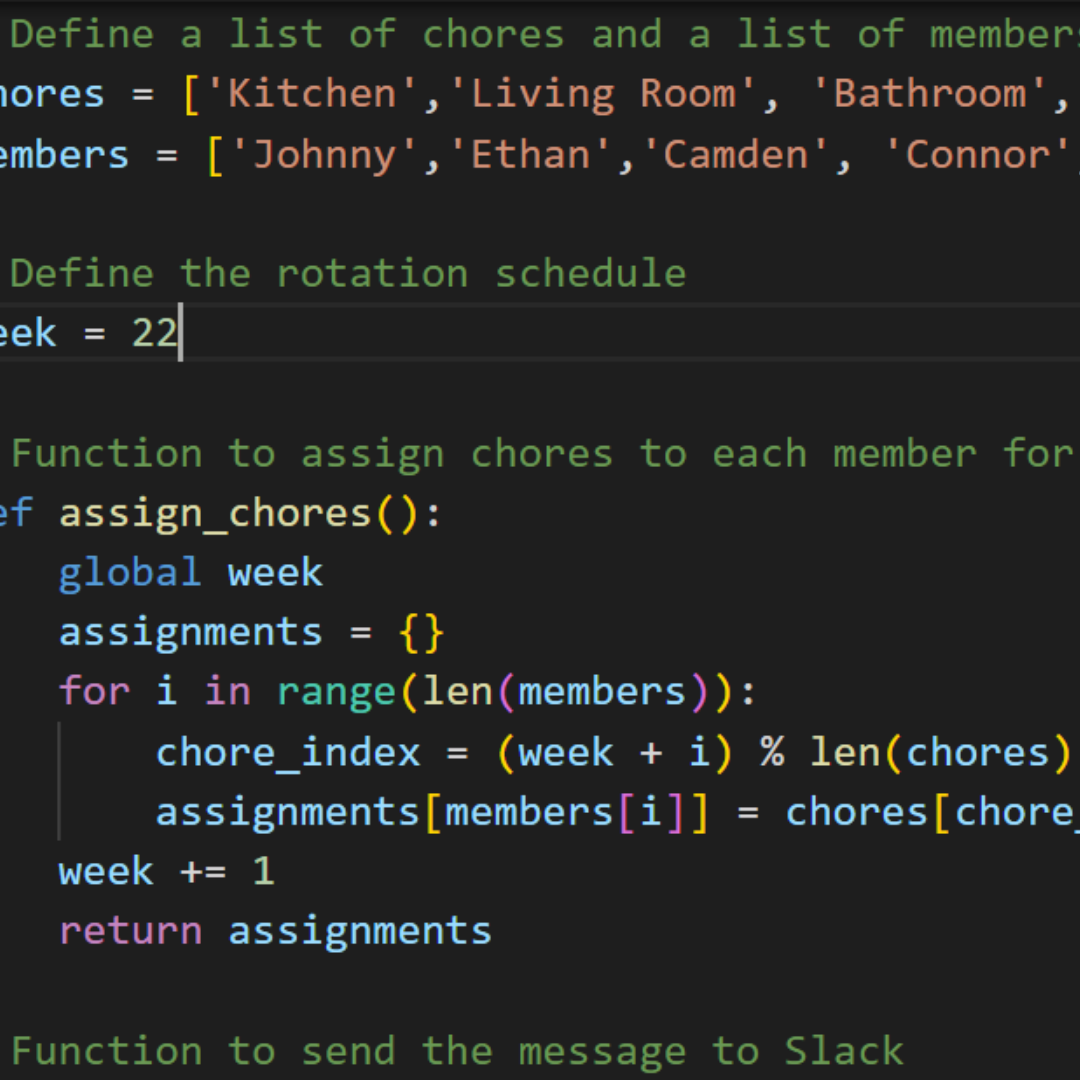 Define a list of chores and a list of members
hores = ['Kitchen','Living Room', 'Bathroom',
embers = ['Johnny','Ethan','Camden', 'Connor',
Define the rotation schedule
eek = 22
Function to assign chores to each member for
ef assign_chores():
global week
assignments = {}
for i in range(len(members)):
chore_index = (week + i) % len(chores)
assignments[members[i]] = chores[chore_
week += 1
return assignments
Function to send the message to Slack